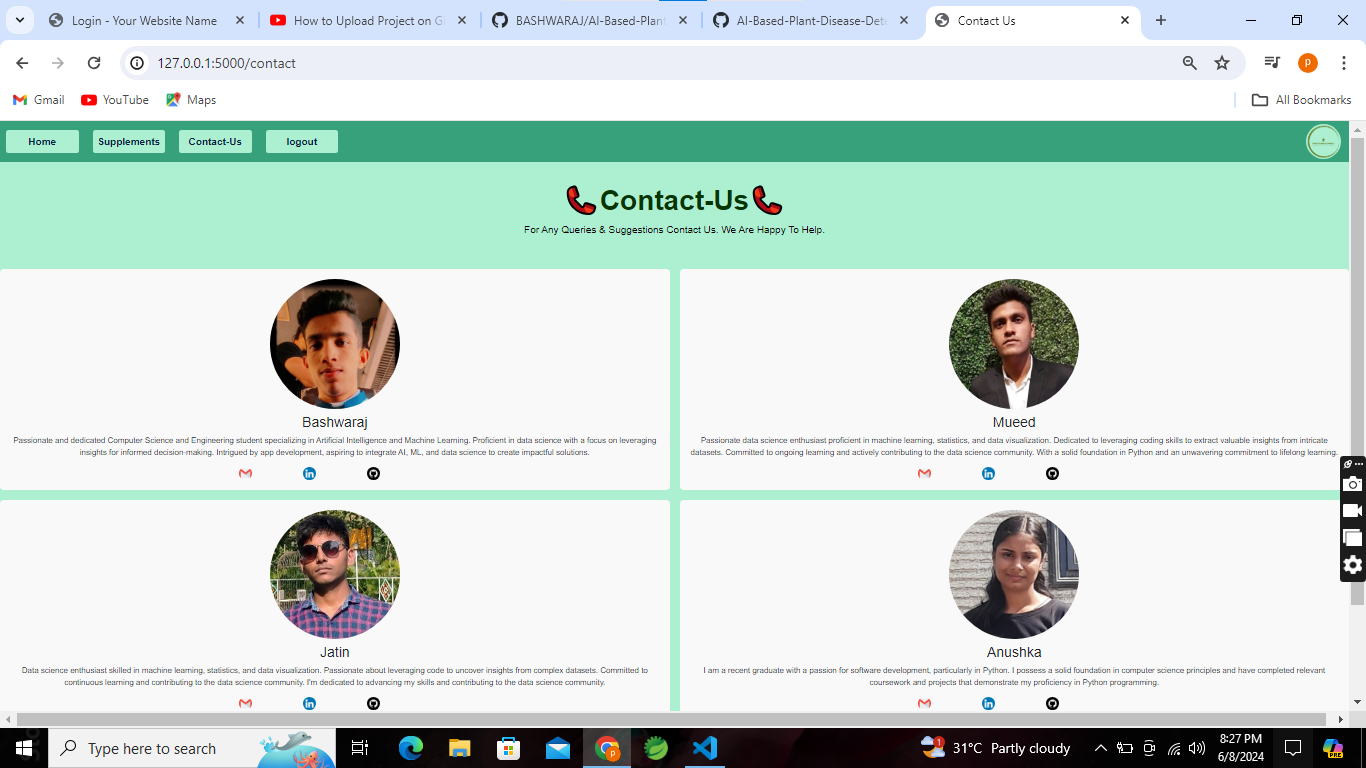 Login - Your Website Name
How to Upload Project on Gi
BASHWARAJ/AI-Based-Plant
AI-Based-Plant-Disease-Dete
Contact Us
127.0.0.1:5000/contact
Gmail
YouTube
Maps
All Bookmarks
Home
Supplements
Contact-Us
logout
Contact-Us
For Any Queries & Suggestions Contact Us. We Are Happy To Help.
Bashwaraj
Passionate and dedicated Computer Science and Engineering student specializing in Artificial Intelligence and Machine Learning. Proficient in data science with a focus on leveraging
insights for informed decision-making. Intrigued by app development, aspiring to integrate AI, ML, and data science to create impactful solutions.
Mueed
Passionate data science enthusiast proficient in machine learning, statistics, and data visualization. Dedicated to leveraging coding skills to extract valuable insights from intricate
datasets. Committed to ongoing learning and actively contributing to the data science community. With a solid foundation in Python and an unwavering commitment to lifelong learning.
Jatin
Data science enthusiast skilled in machine learning, statistics, and data visualization. Passionate about leveraging code to uncover insights from complex datasets. Committed to
continuous learning and contributing to the data science community. I'm dedicated to advancing my skills and contributing to the data science community.
Anushka
I am a recent graduate with a passion for software development, particularly in Python. I possess a solid foundation in computer science principles and have completed relevant
coursework and projects that demonstrate my proficiency in Python programming.
Type here to search
1
31°C Partly cloudy
8:27 PM
6/8/2024
PRE